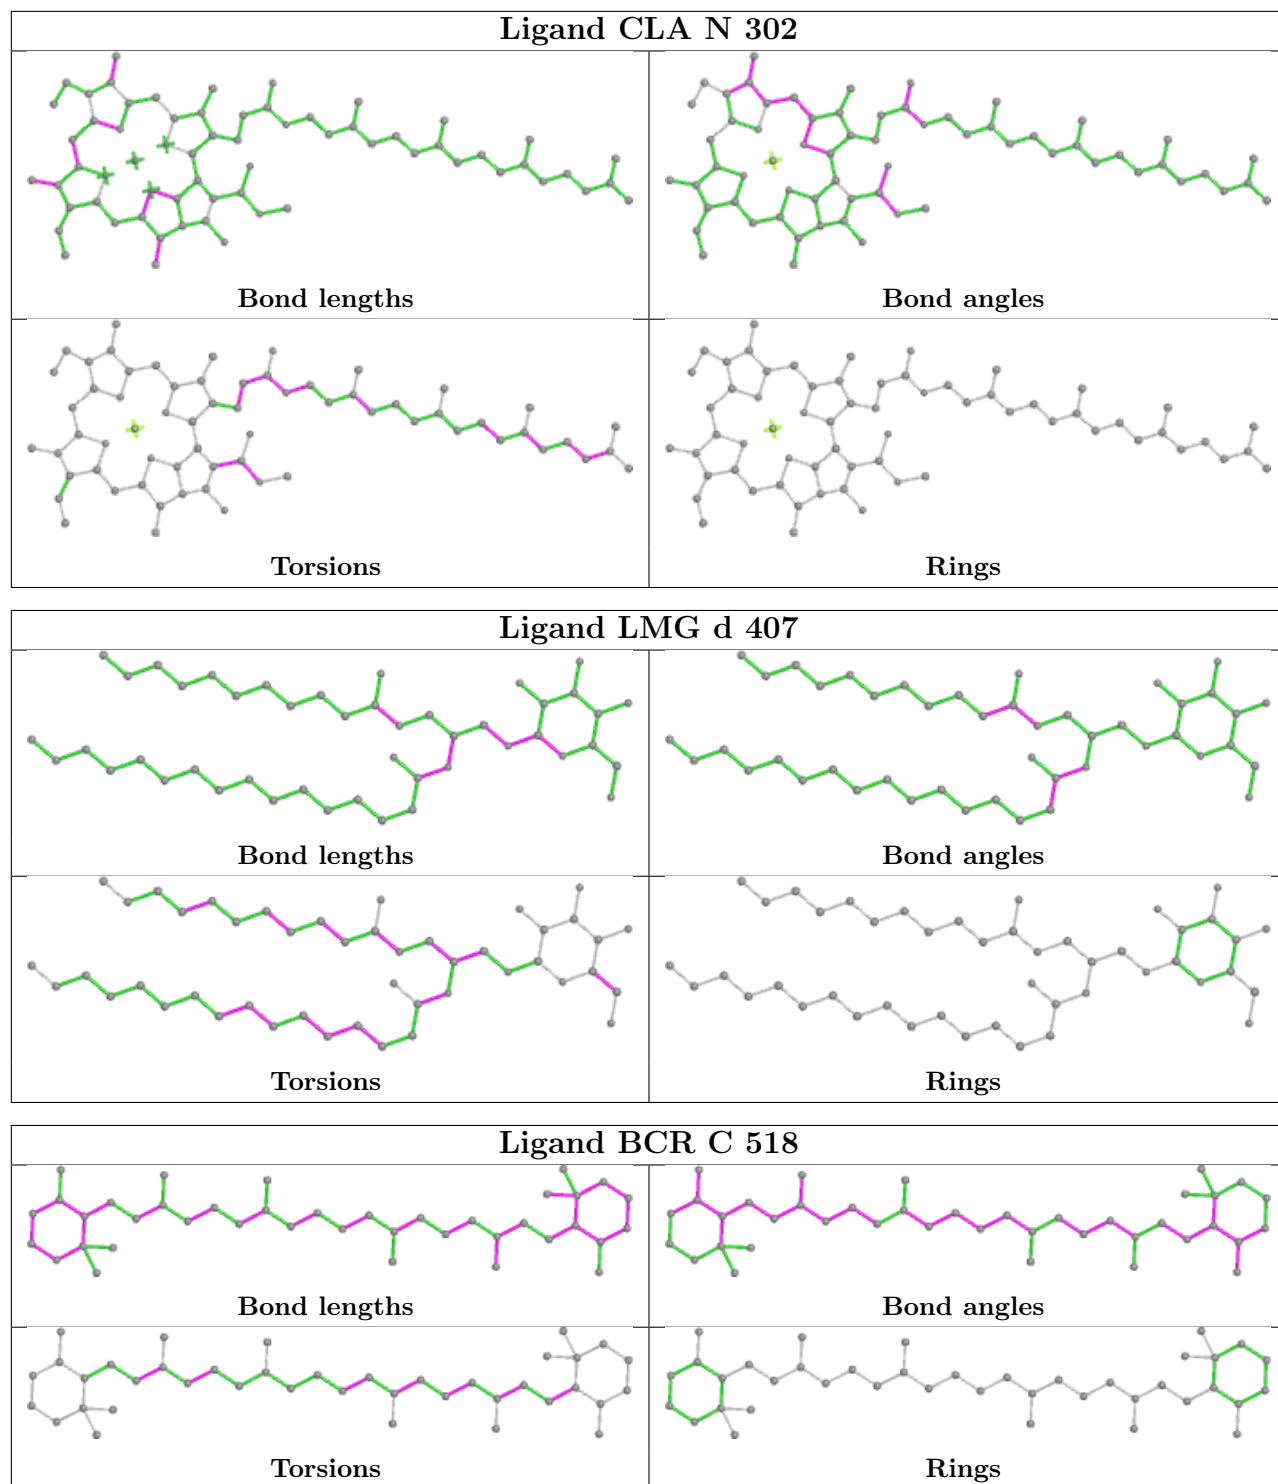 Ligand CLA N 302
Bond lengths
Bond angles
Torsions
Rings
Ligand LMG d 407
Bond lengths
Bond angles
Torsions
Rings
Ligand BCR C 518
Bond lengths
Bond angles
Torsions
Rings